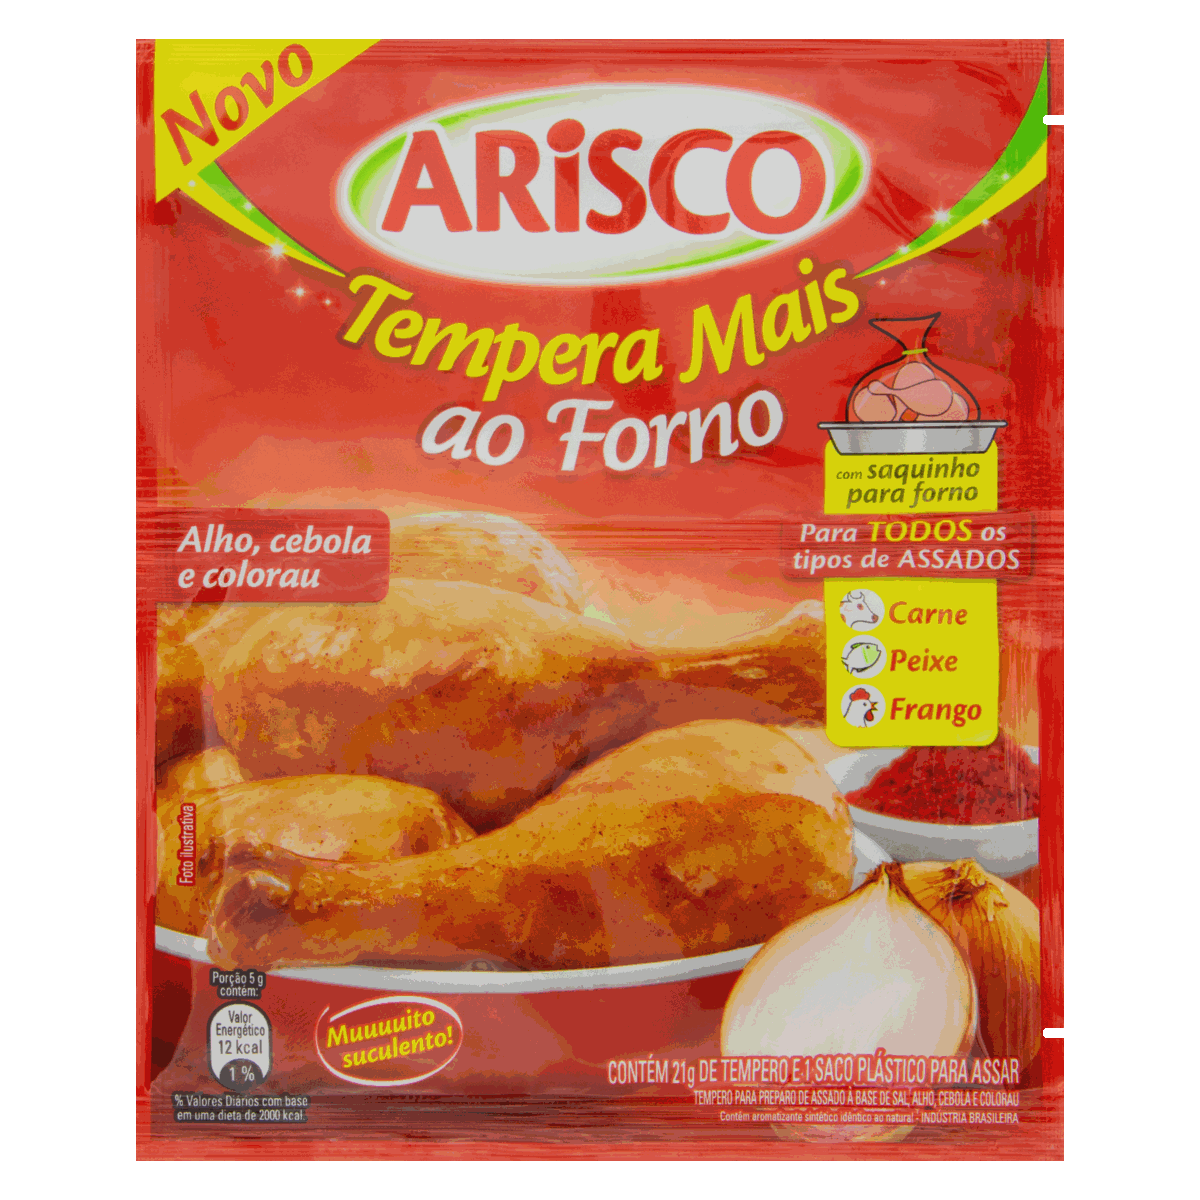 Novo
ARiSCO
Tempera Mais
ao Forno
com saquinho
para forno
Para TODOS os
tipos de ASSADOS
Alho, cebola
e colorau
Carne
Peixe
Frango
Foto ilustrativa
Porção 5 g
contém:
Valor
Energético
12 kcal
1 %
% Valores Diários com base
em uma dieta de 2000 kcal.
Muuuuito
suculento!
CONTÉM 21g DE TEMPERO E 1 SACO PLÁSTICO PARA ASSAR
TEMPERO PARA PREPARO DE ASSADO À BASE DE SAL, ALHO, CEBOLA E COLORAU
Contém aromatizante sintético idêntico ao natural - INDÚSTRIA BRASILEIRA